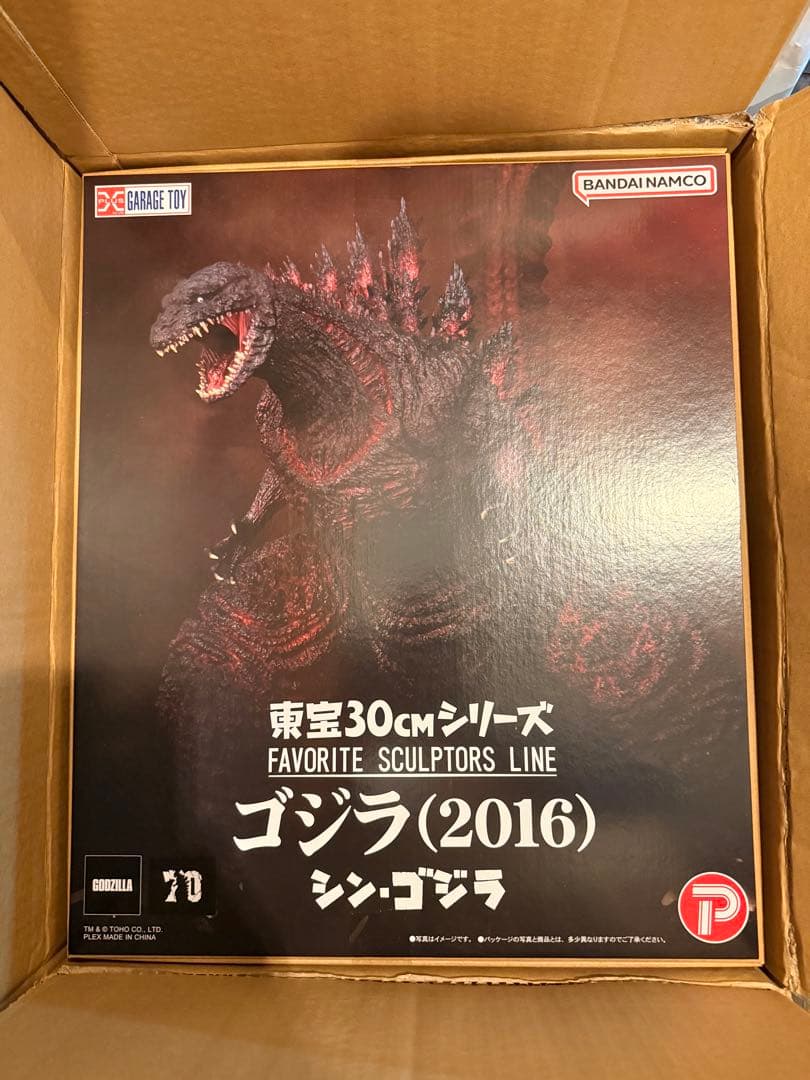 X PLUS GARAGE TOY
BANDAI NAMCO
東宝30CMシリーズ
FAVORITE SCULPTORS LINE
ゴジラ(2016)
シン・ゴジラ
GODZILLA
70
TM & © TOHO CO., LTD.
PLEX MADE IN CHINA
●写真はイメージです。 ●パッケージの写真と商品とは、多少異なりますのでご了承ください。
P